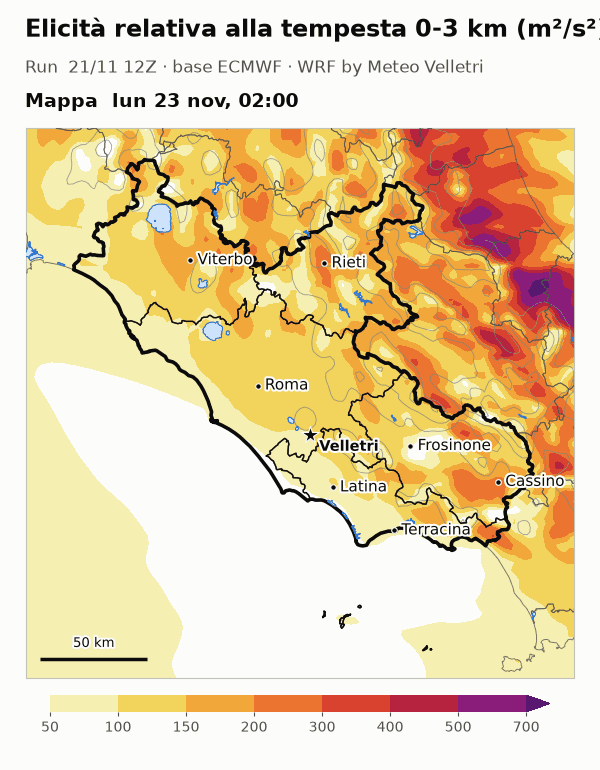 Elicità relativa alla tempesta 0-3 km (m²/s²)
Run  21/11 12Z · base ECMWF · WRF by Meteo Velletri
Mappa  lun 23 nov, 02:00
Viterbo
Rieti
Roma
Velletri
Frosinone
Latina
Cassino
Terracina
50 km
50 100 150 200 300 400 500 700